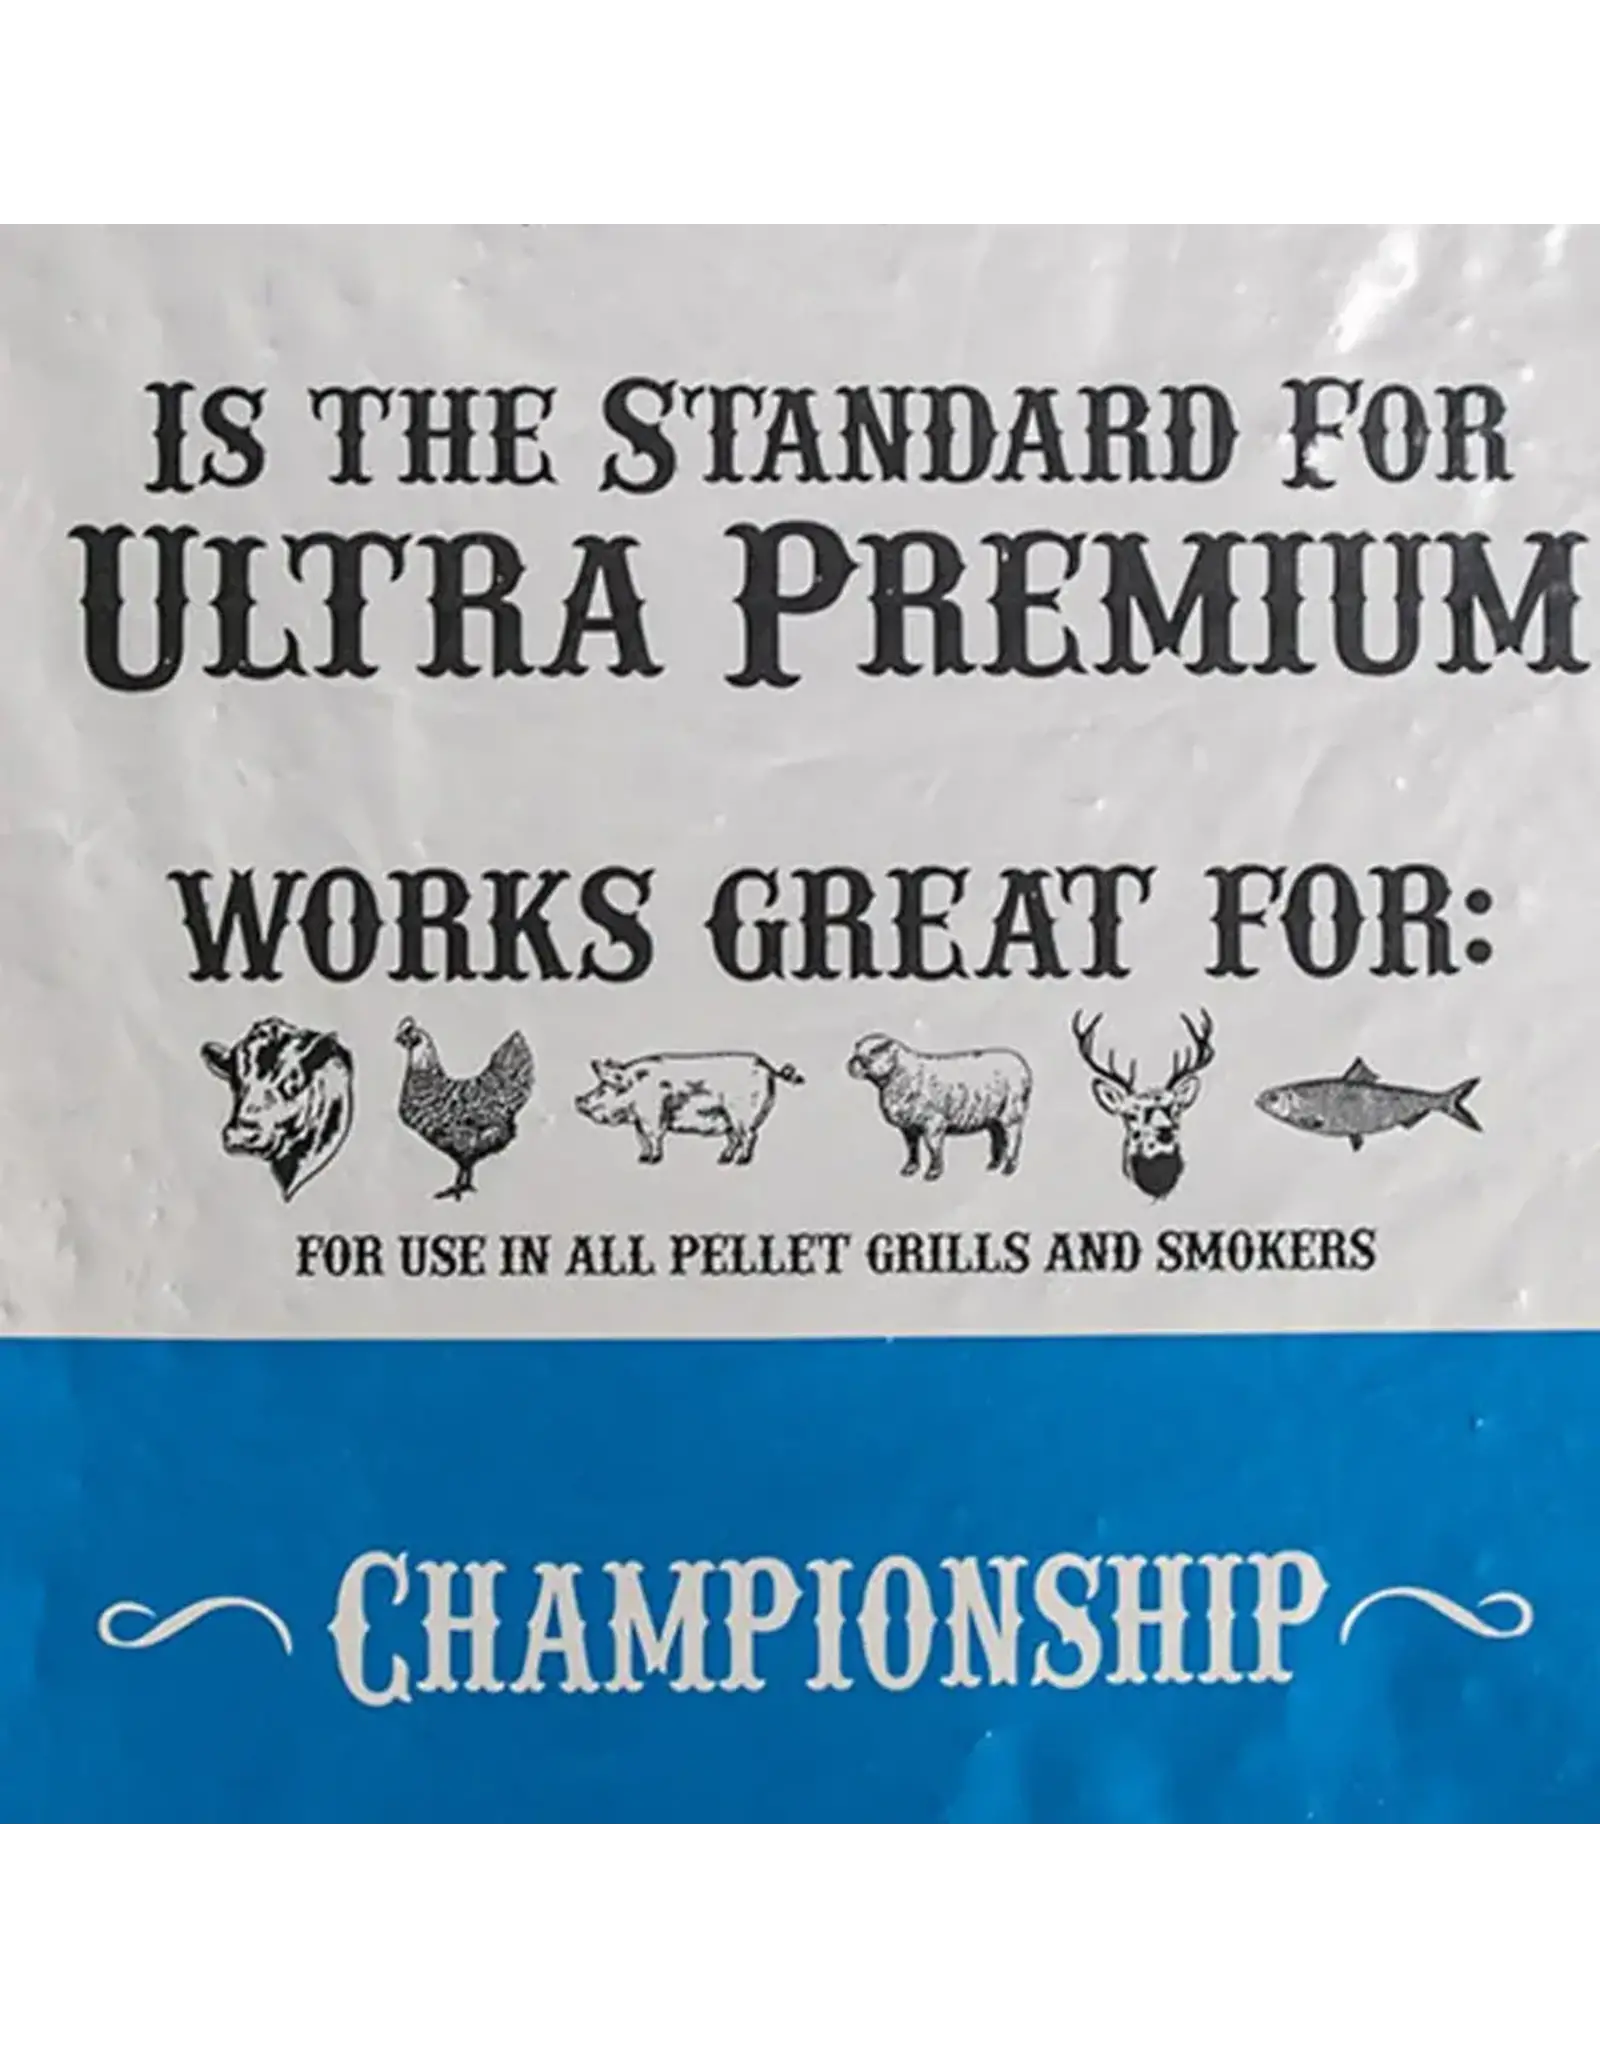 Is the Standard For
Ultra Premium
WORKS GREAT FOR:
FOR USE IN ALL PELLET GRILLS AND SMOKERS
Championship